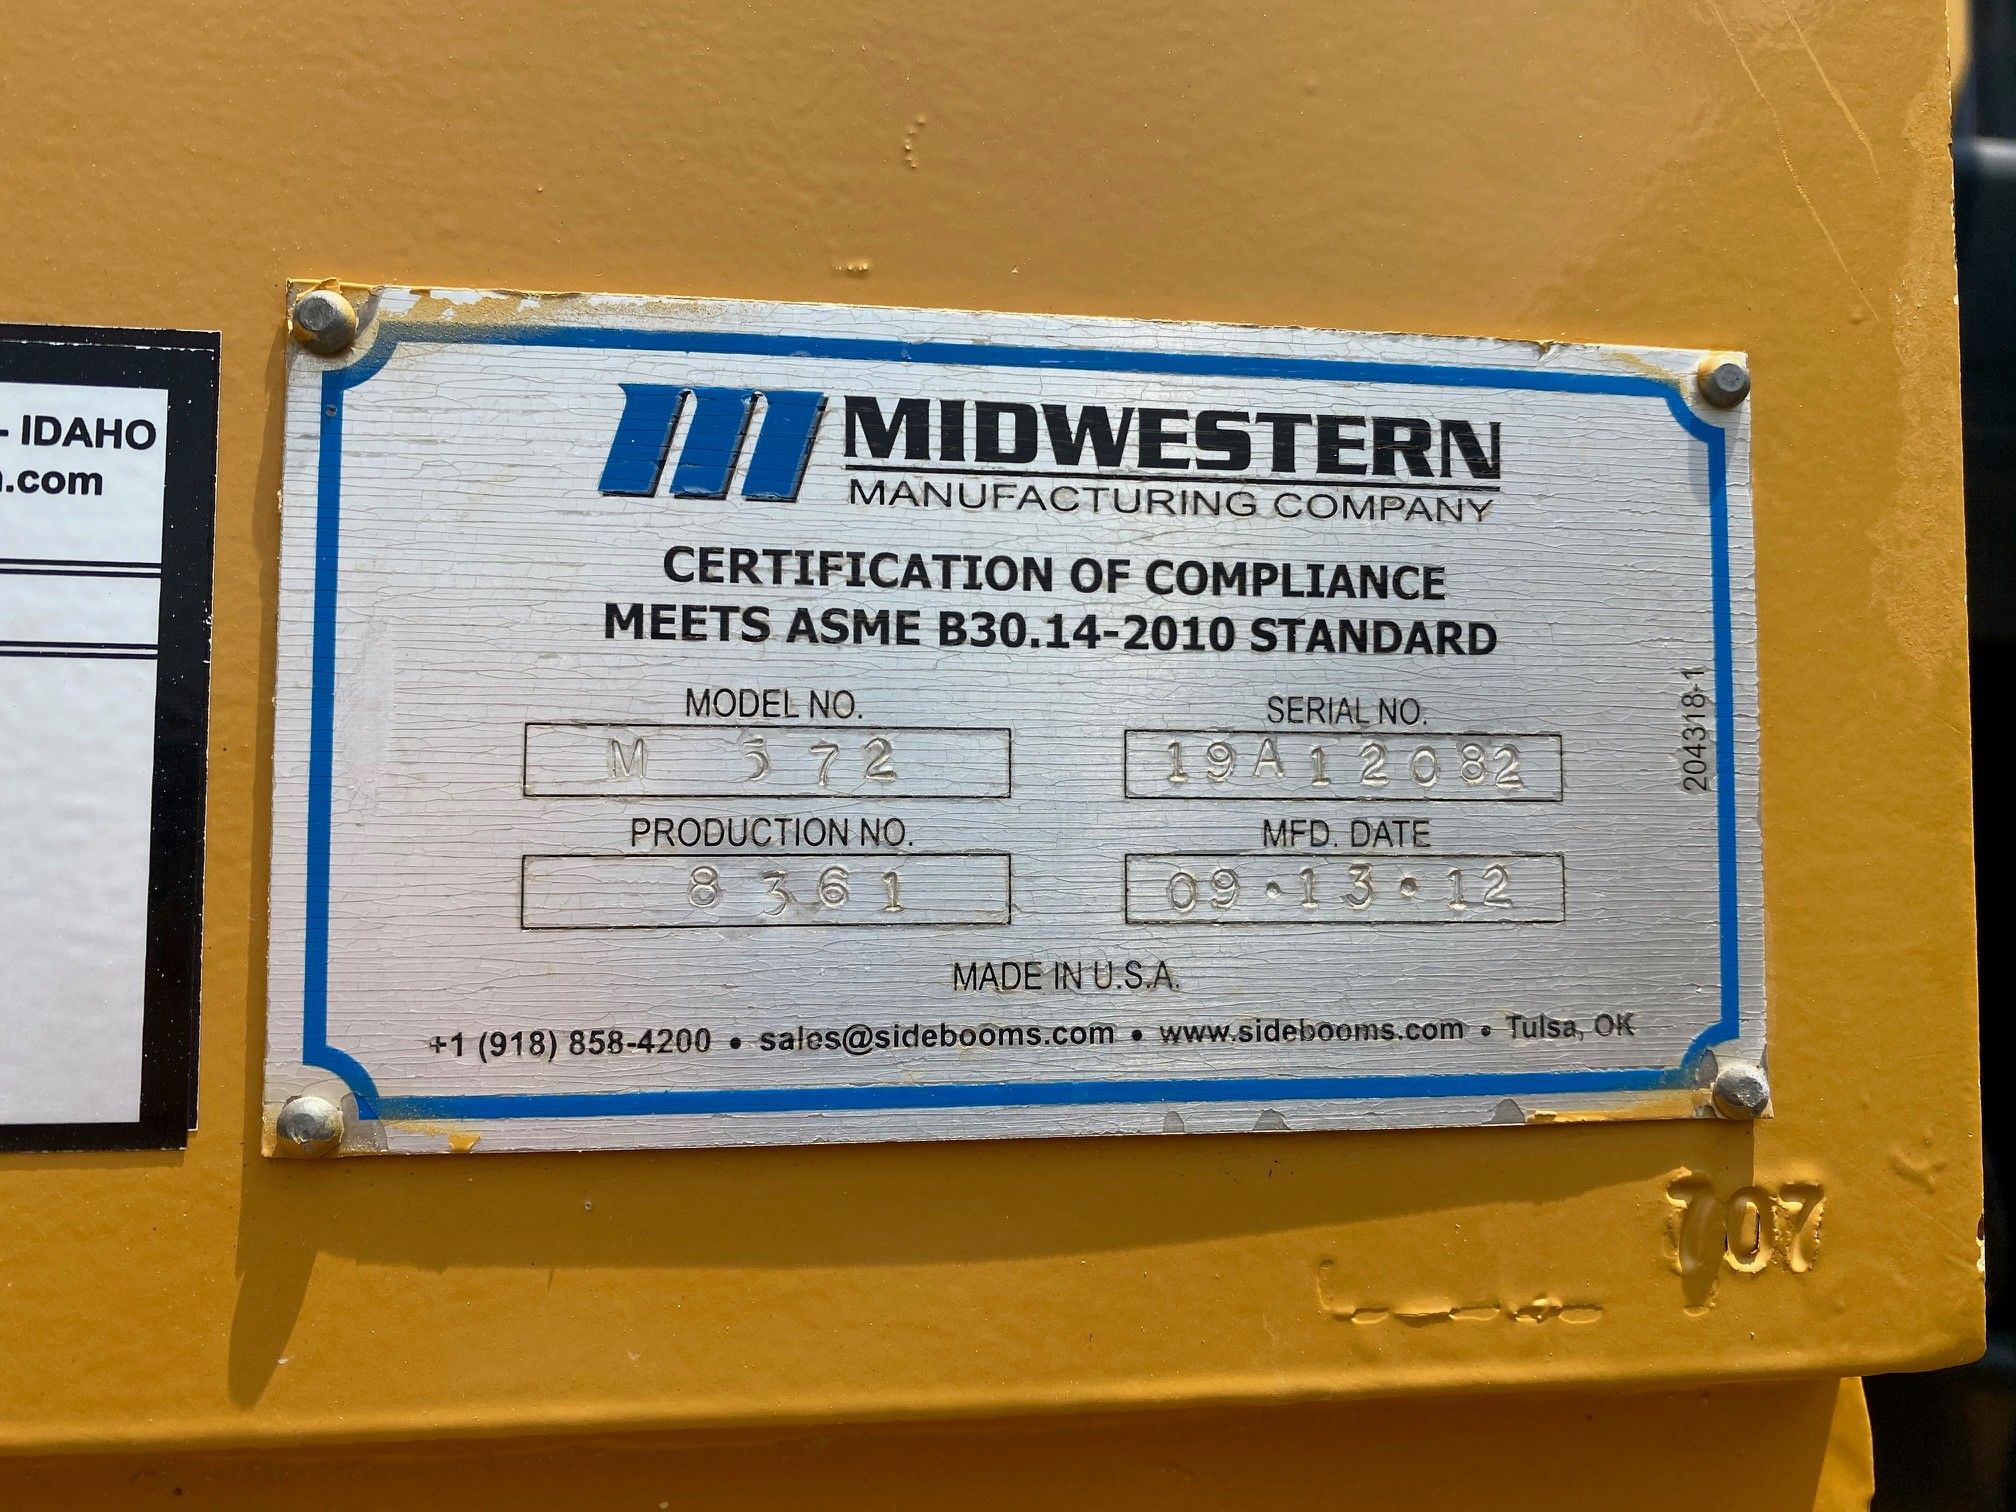 - IDAHO
.com
MIDWESTERN
MANUFACTURING COMPANY
CERTIFICATION OF COMPLIANCE
MEETS ASME B30.14-2010 STANDARD
MODEL NO.
M 572
SERIAL NO.
19A12082
PRODUCTION NO.
8361
MFD. DATE
09·13·12
MADE IN U.S.A.
+1 (918) 858-4200 • sales@sidebooms.com • www.sidebooms.com • Tulsa, OK
204318-1
707